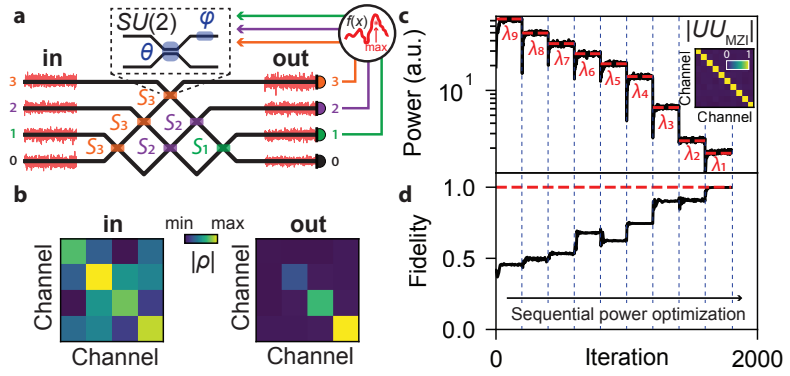 a
SU(2)
θ
φ
f(x)
max
in
out
3
2
1
0
S₃
S₃
S₂
S₃
S₂
S₁
3
2
1
0
b
in
min max
|ρ|
out
Channel
Channel
Channel
Channel
c
Power (a.u.)
10¹
λ₉
λ₈
λ₇
λ₆
λ₅
λ₄
λ₃
λ₂
λ₁
|UU_MZI|
0 1
Channel
Channel
d
Fidelity
1.0
0.5
0.0
Sequential power optimization
0 Iteration 2000